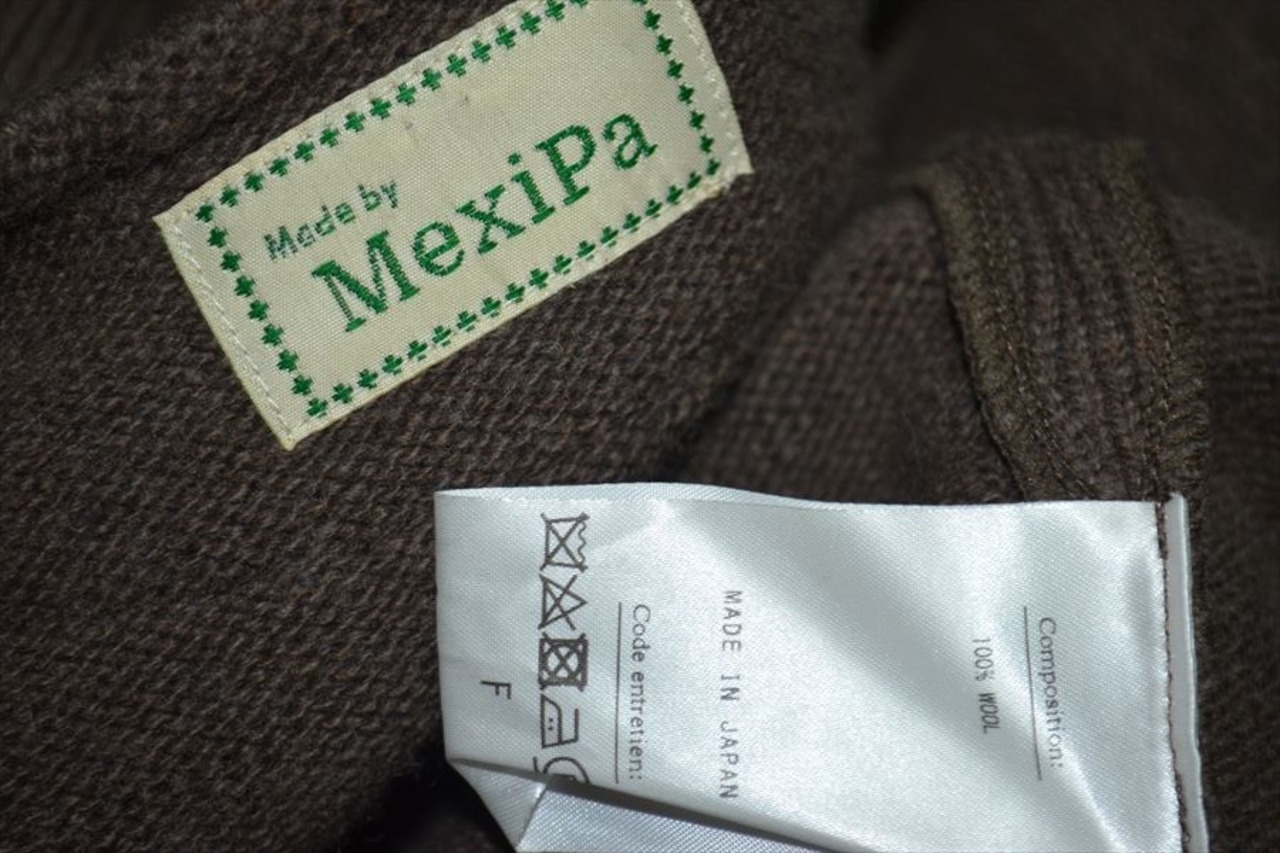 Made by
MexiPa
Composition:
100% WOOL
MADE IN JAPAN
Code entretien:
F